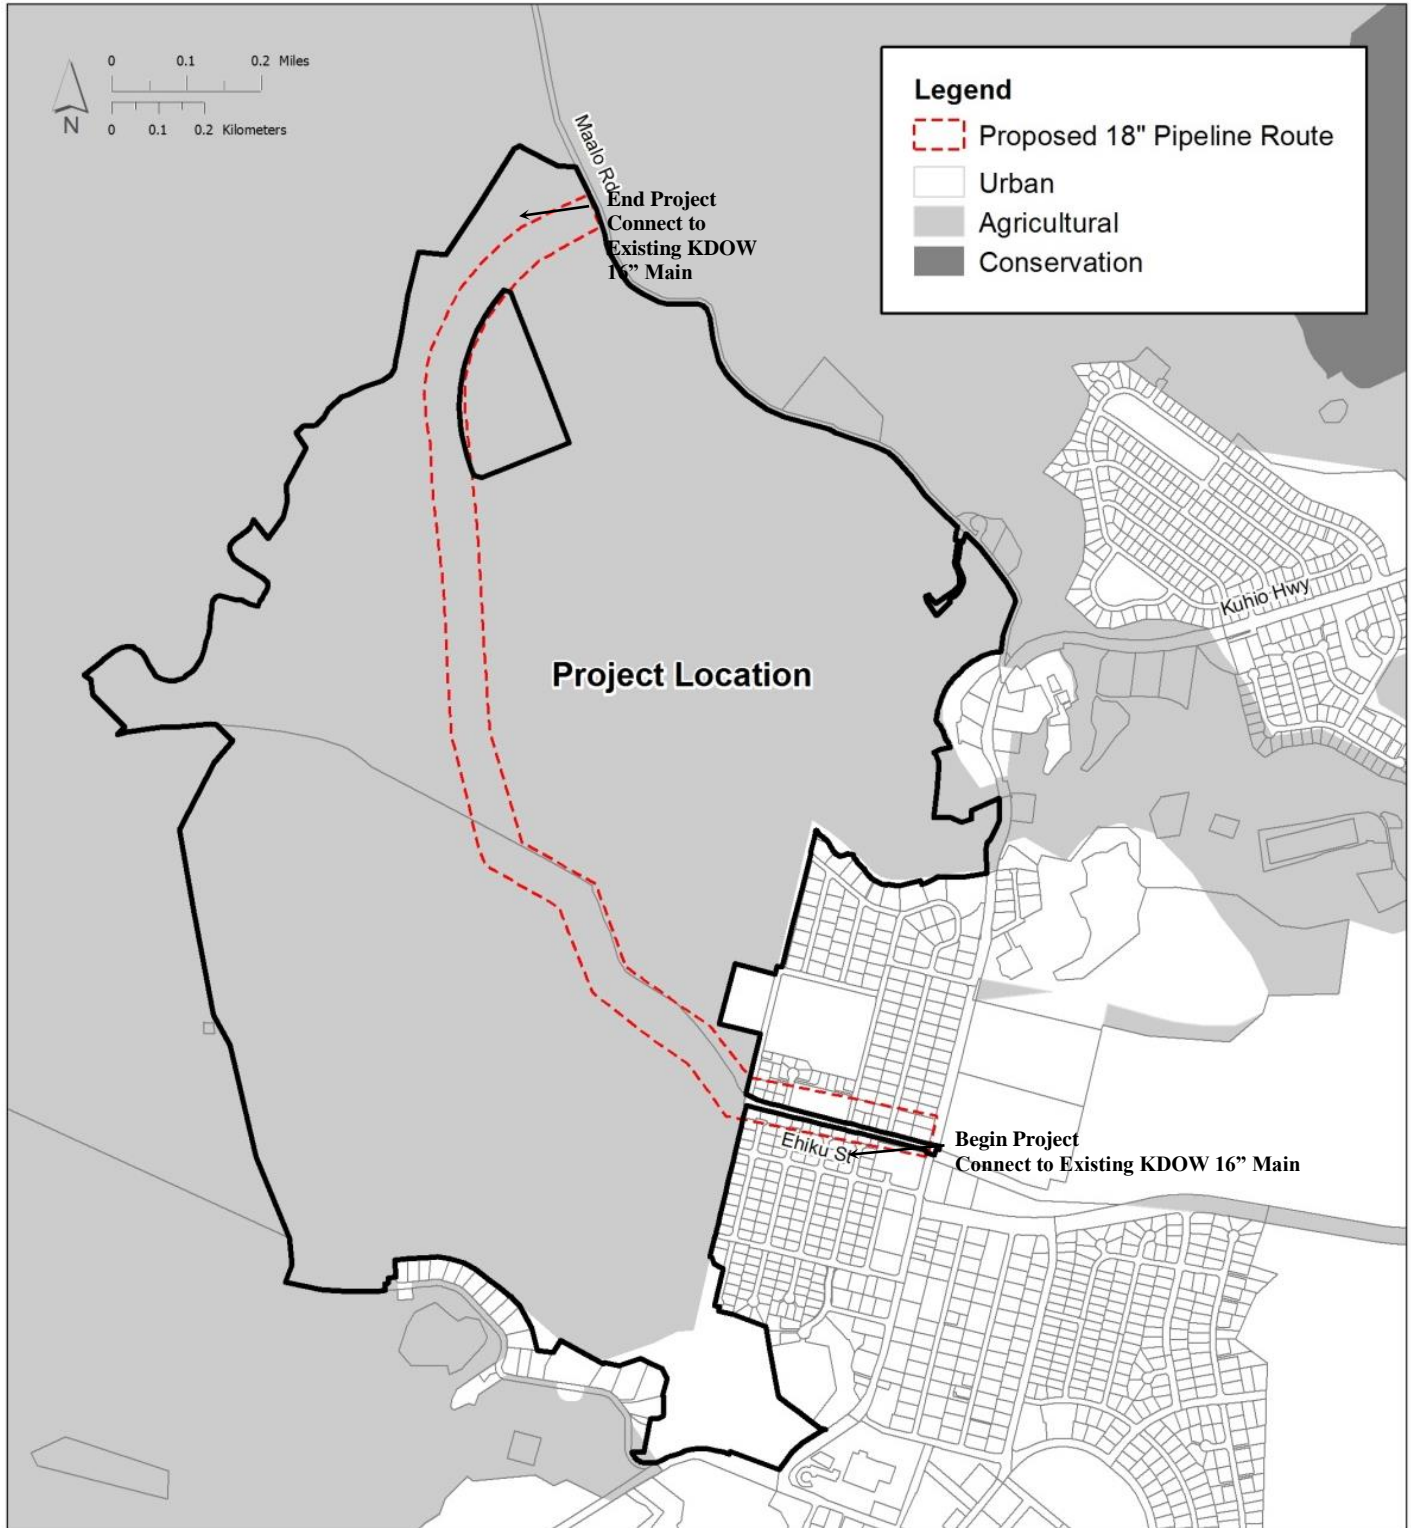 0 0.1 0.2 Miles
0 0.1 0.2 Kilometers
N
Legend
Proposed 18" Pipeline Route
Urban
Agricultural
Conservation
Maalo Rd
End Project
Connect to
Existing KDOW
16” Main
Kuhio Hwy
Project Location
Ehiku St
Begin Project
Connect to Existing KDOW 16” Main